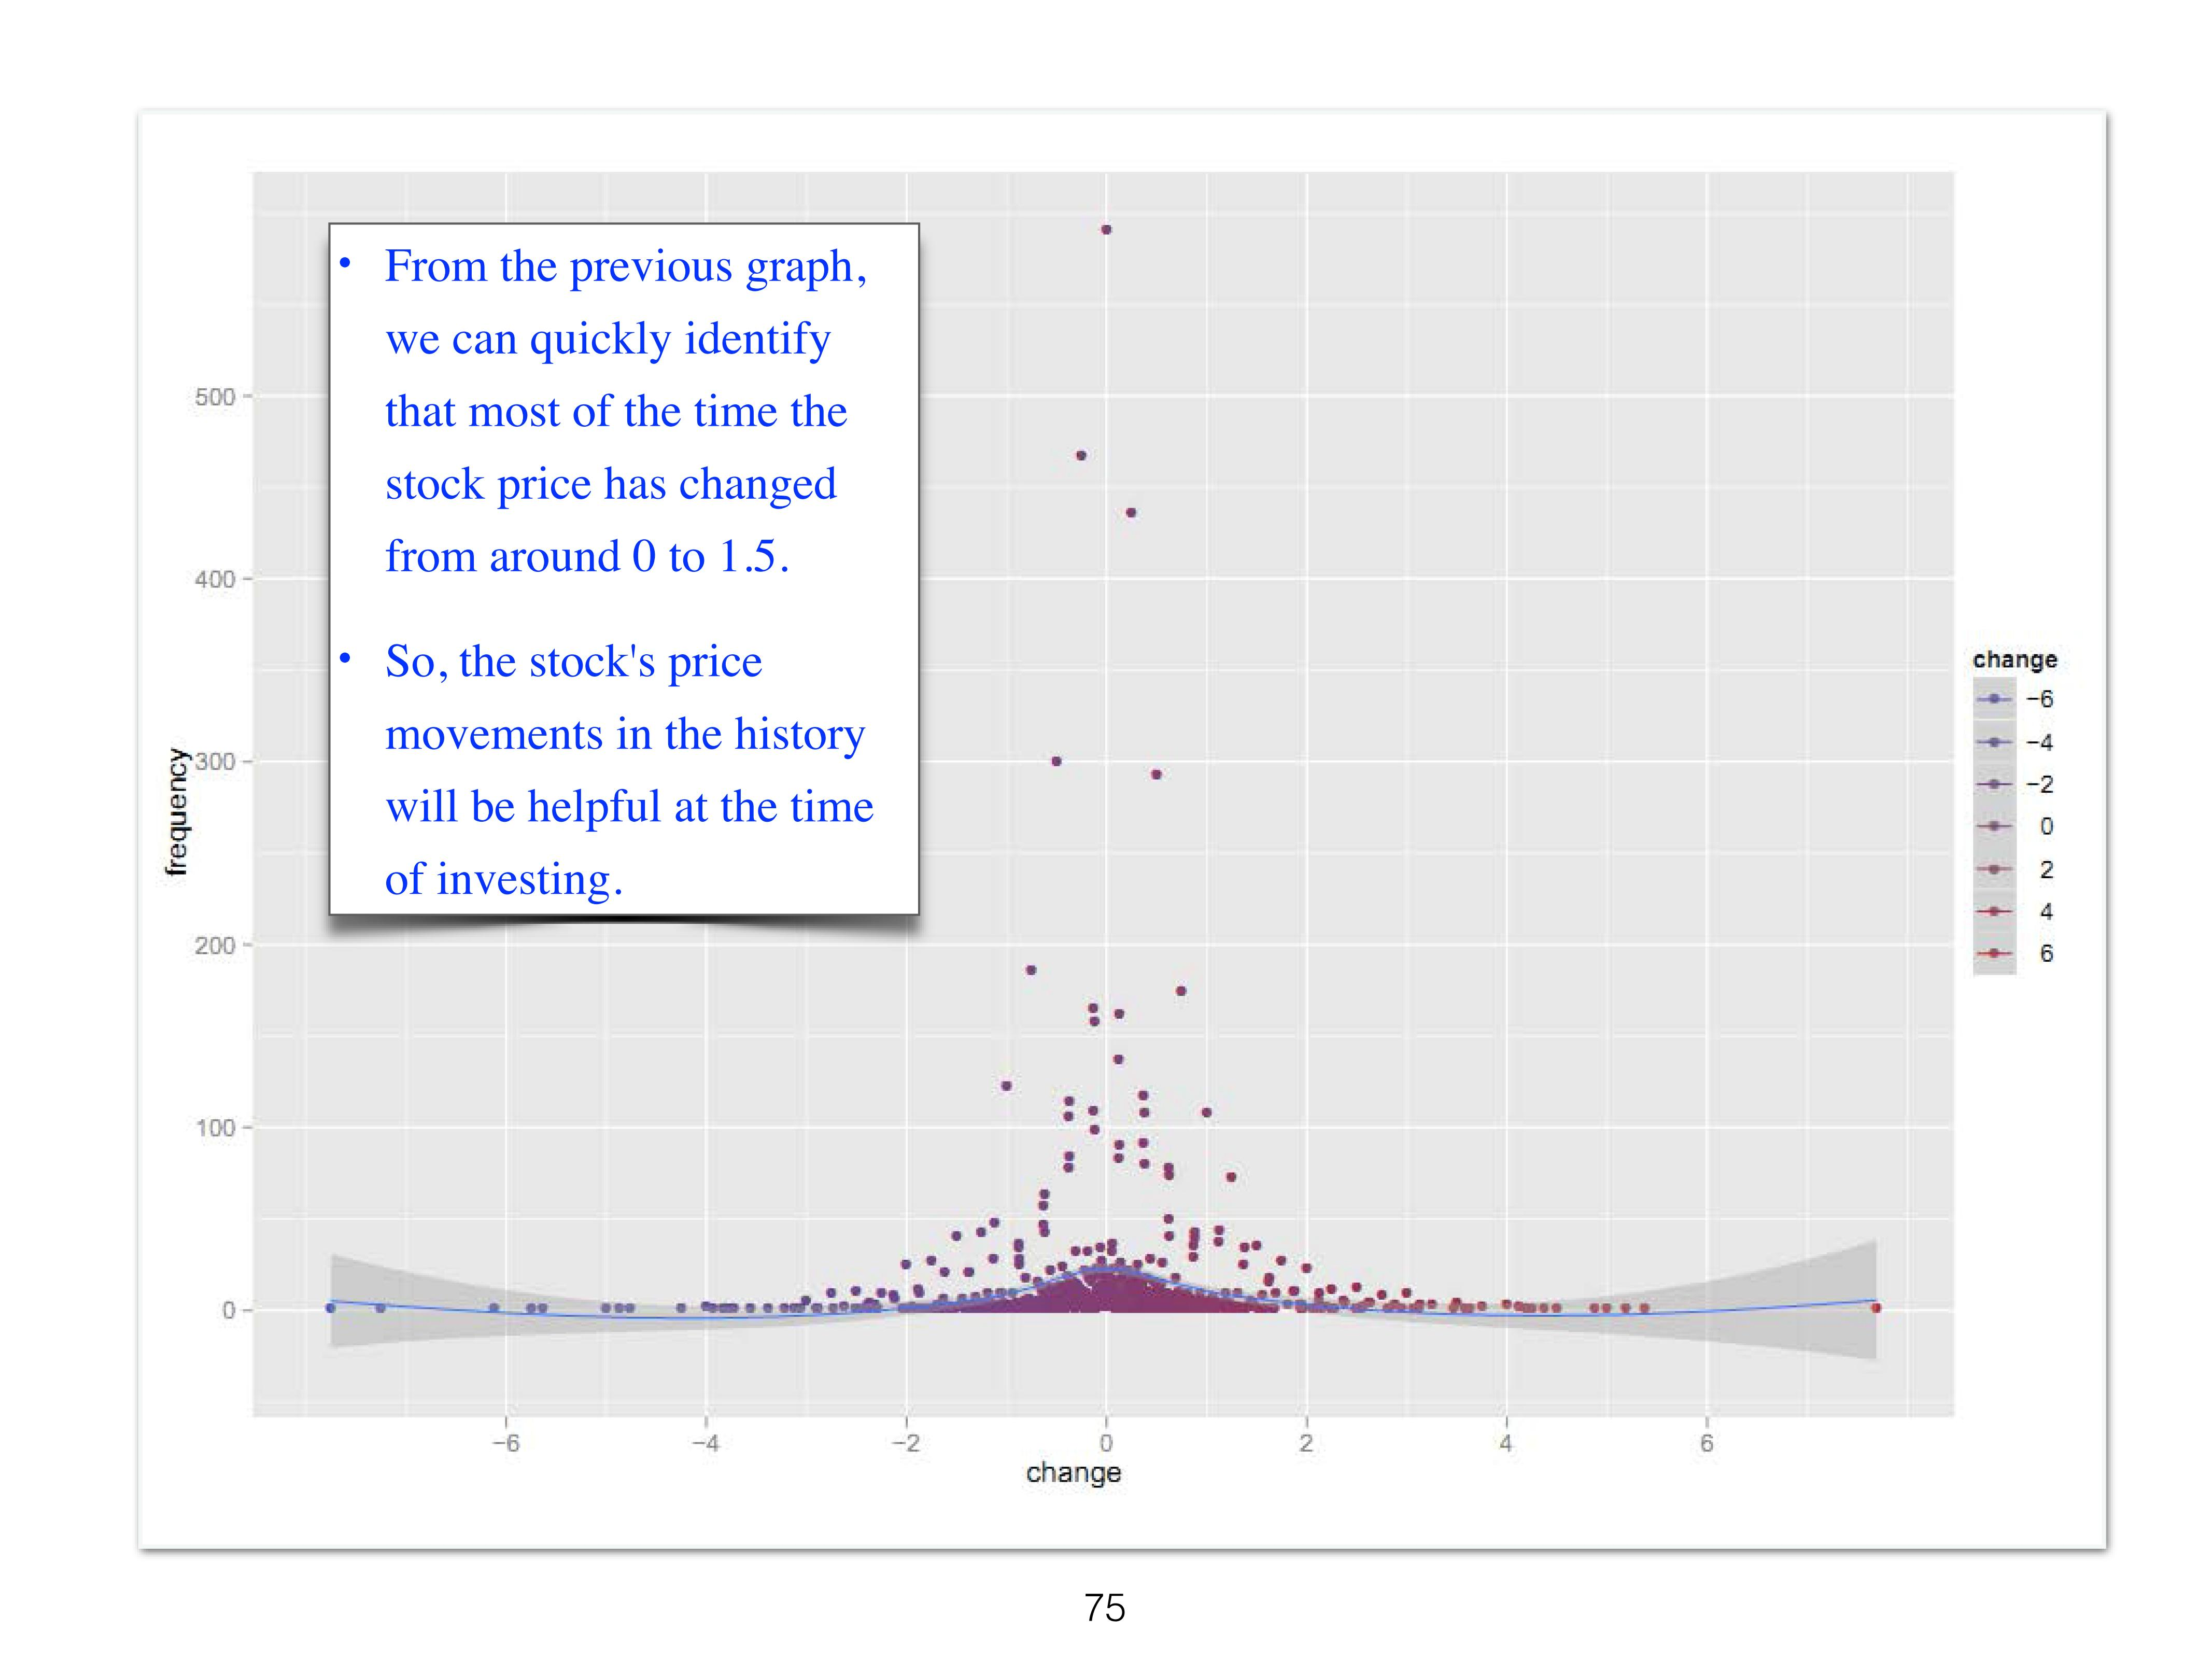 • From the previous graph,
we can quickly identify
that most of the time the
stock price has changed
from around 0 to 1.5.
• So, the stock's price
movements in the history
will be helpful at the time
of investing.
500
400
300
200
100
0
frequency
−6 −4 −2 0 2 4 6
change
change
−6
−4
−2
0
2
4
6
75